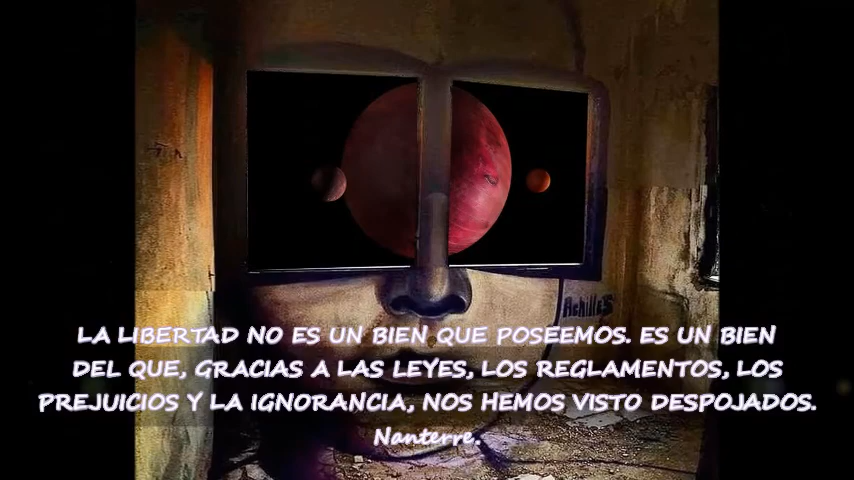 Achilles
LA LIBERTAD NO ES UN BIEN QUE POSEEMOS. ES UN BIEN
DEL QUE, GRACIAS A LAS LEYES, LOS REGLAMENTOS, LOS
PREJUICIOS Y LA IGNORANCIA, NOS HEMOS VISTO DESPOJADOS.
Nanterre.